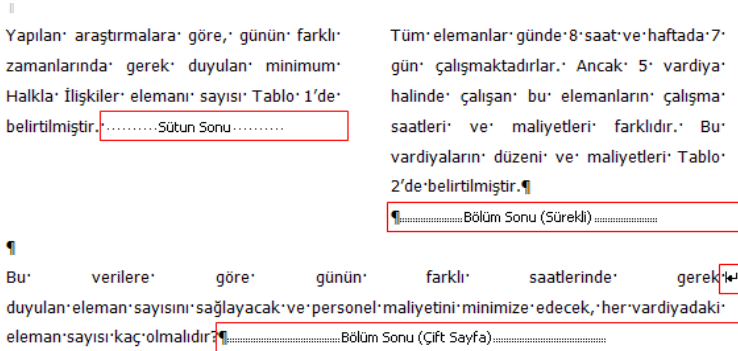 Yapılan araştırmalara göre, günün farklı
zamanlarında gerek duyulan minimum
Halkla İlişkiler elemanı sayısı Tablo 1’de
belirtilmiştir. ..........Sütun Sonu..........
Tüm elemanlar günde 8 saat ve haftada 7
gün çalışmaktadırlar. Ancak 5 vardiya
halinde çalışan bu elemanların çalışma
saatleri ve maliyetleri farklıdır. Bu
vardiyaların düzeni ve maliyetleri Tablo
2’de belirtilmiştir.¶
¶..........Bölüm Sonu (Sürekli)..........
¶
Bu verilere göre günün farklı saatlerinde gerek ↵
duyulan eleman sayısını sağlayacak ve personel maliyetini minimize edecek, her vardiyadaki
eleman sayısı kaç olmalıdır?¶..........Bölüm Sonu (Çift Sayfa)..........